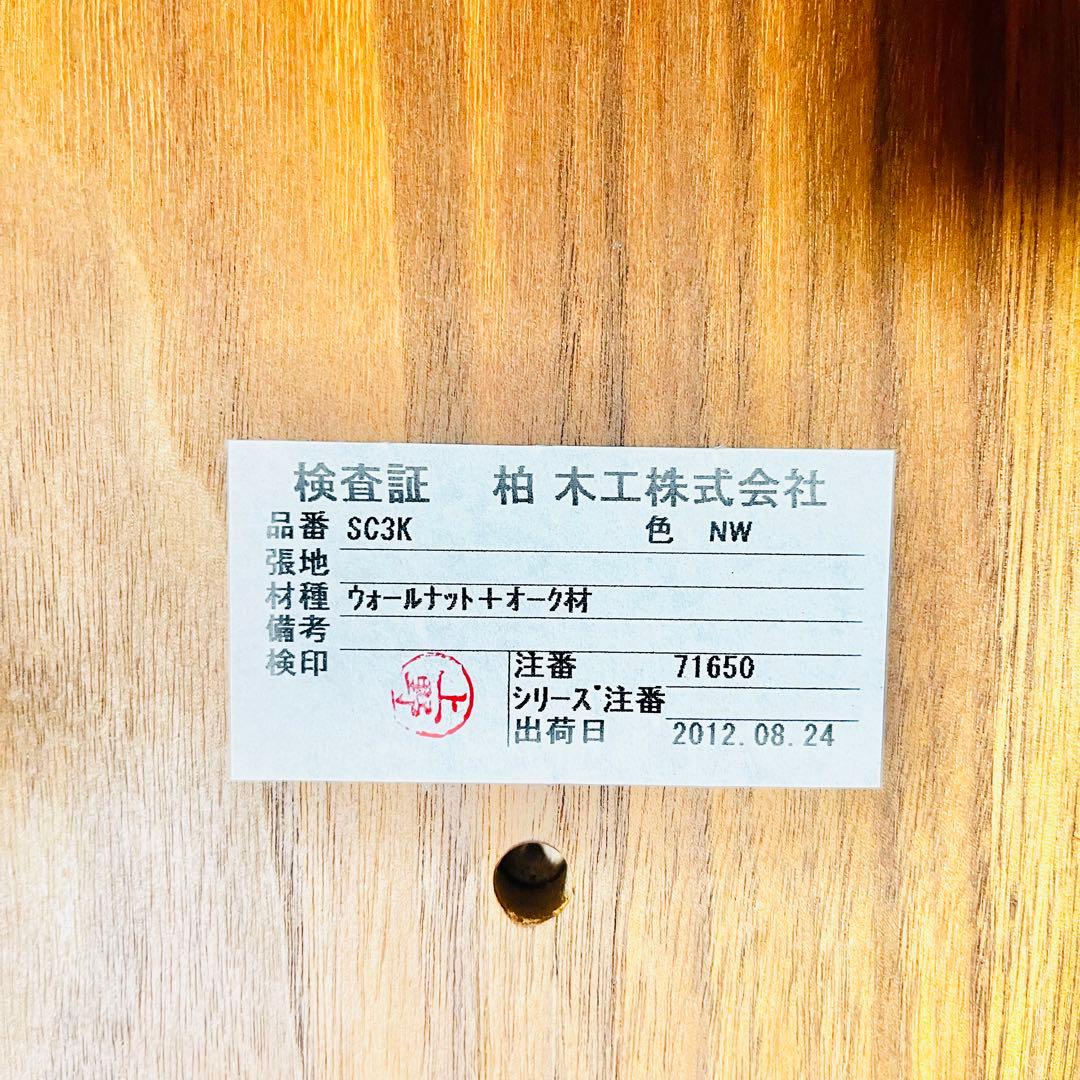 検査証 柏木工株式会社
品番 SC3K 色 NW
張地
材種 ウォールナット+オーク材
備考
検印 上野 注番 71650
シリーズ注番
出荷日 2012.08.24